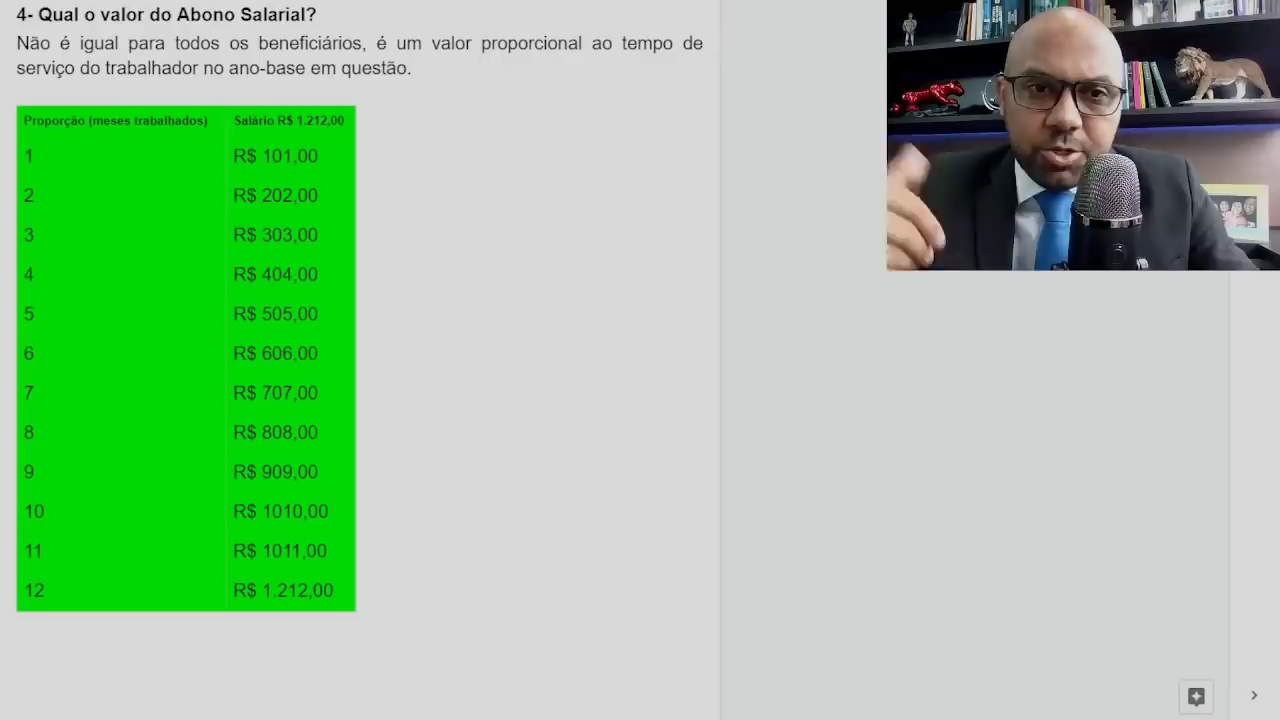 4- Qual o valor do Abono Salarial?
Não é igual para todos os beneficiários, é um valor proporcional ao tempo de
serviço do trabalhador no ano-base em questão.
Proporção (meses trabalhados) Salário R$ 1.212,00
1 R$ 101,00
2 R$ 202,00
3 R$ 303,00
4 R$ 404,00
5 R$ 505,00
6 R$ 606,00
7 R$ 707,00
8 R$ 808,00
9 R$ 909,00
10 R$ 1010,00
11 R$ 1011,00
12 R$ 1.212,00